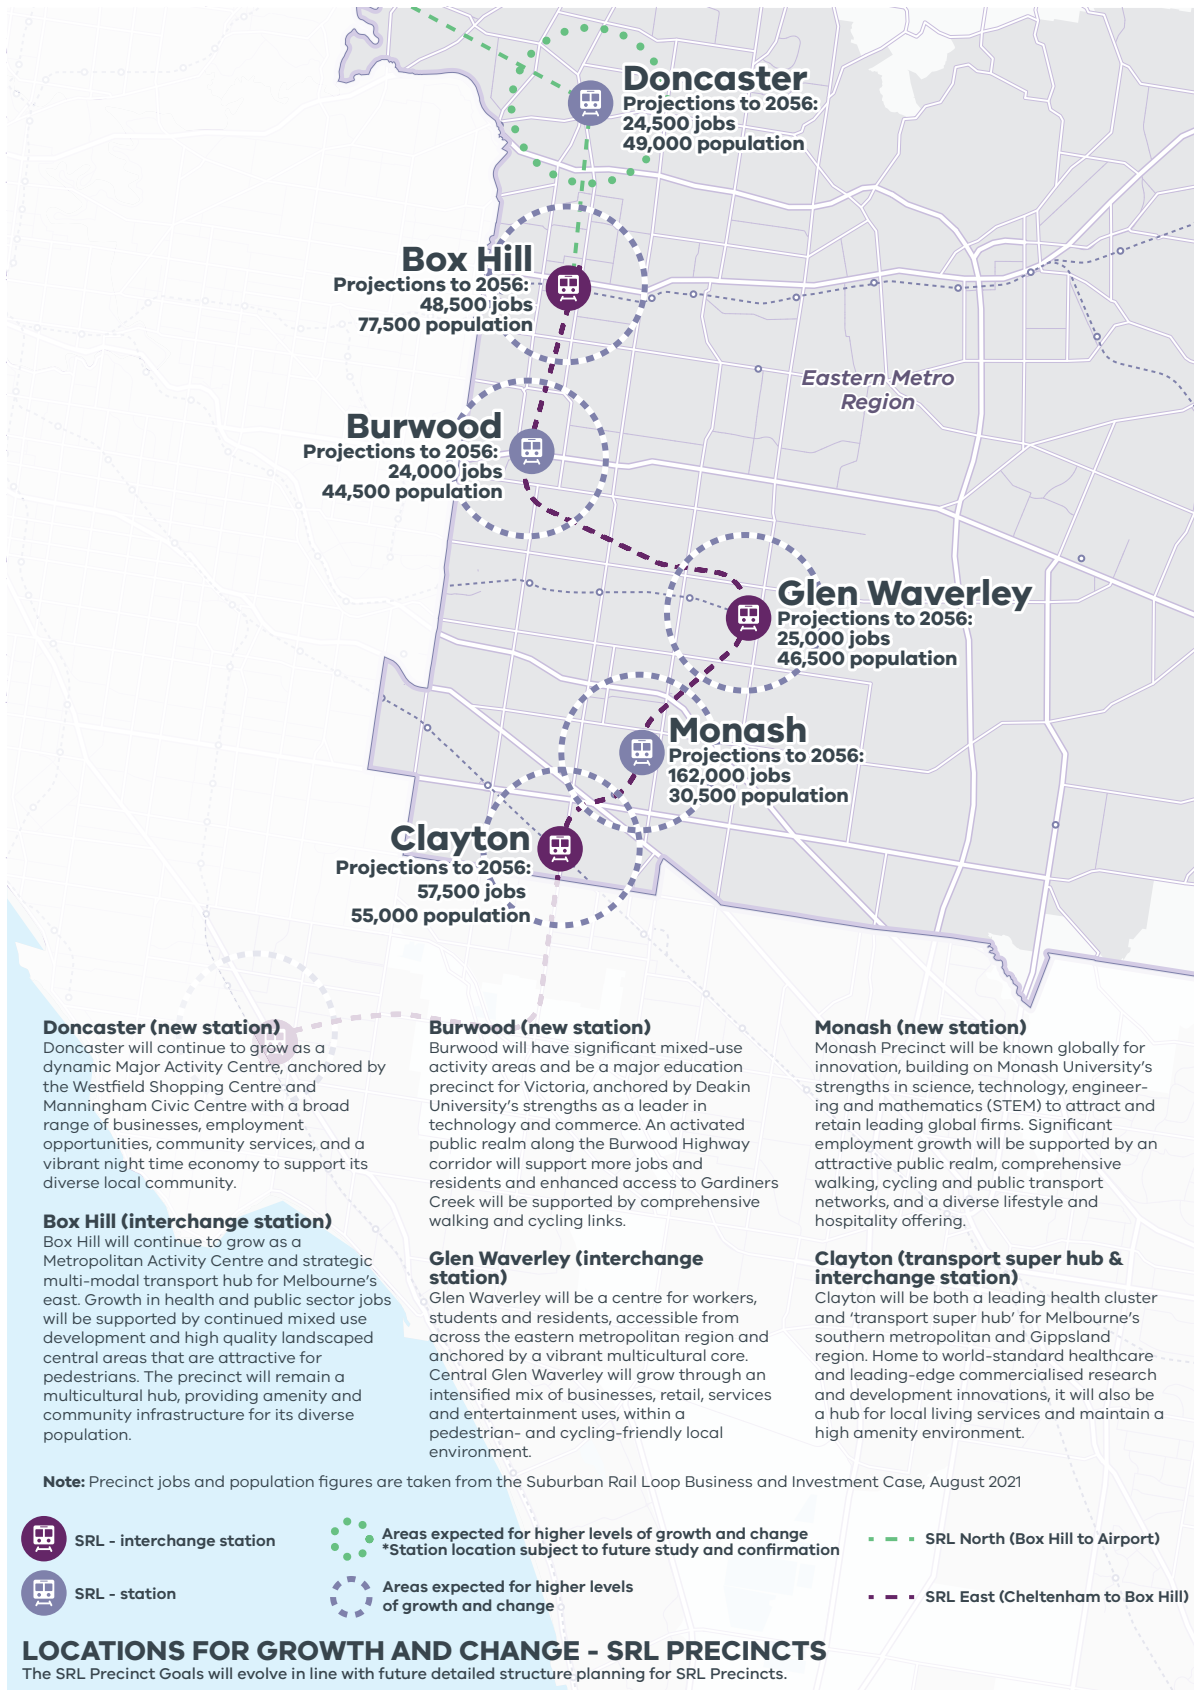 Doncaster
Projections to 2056:
24,500 jobs
49,000 population
Box Hill
Projections to 2056:
48,500 jobs
77,500 population
Eastern Metro
Region
Burwood
Projections to 2056:
24,000 jobs
44,500 population
Glen Waverley
Projections to 2056:
25,000 jobs
46,500 population
Monash
Projections to 2056:
162,000 jobs
30,500 population
Clayton
Projections to 2056:
57,500 jobs
55,000 population
Doncaster (new station)
Doncaster will continue to grow as a
dynamic Major Activity Centre, anchored by
the Westfield Shopping Centre and
Manningham Civic Centre with a broad
range of businesses, employment
opportunities, community services, and a
vibrant night time economy to support its
diverse local community.
Box Hill (interchange station)
Box Hill will continue to grow as a
Metropolitan Activity Centre and strategic
multi-modal transport hub for Melbourne's
east. Growth in health and public sector jobs
will be supported by continued mixed use
development and high quality landscaped
central areas that are attractive for
pedestrians. The precinct will remain a
multicultural hub, providing amenity and
community infrastructure for its diverse
population.
Burwood (new station)
Burwood will have significant mixed-use
activity areas and be a major education
precinct for Victoria, anchored by Deakin
University's strengths as a leader in
technology and commerce. An activated
public realm along the Burwood Highway
corridor will support more jobs and
residents and enhanced access to Gardiners
Creek will be supported by comprehensive
walking and cycling links.
Glen Waverley (interchange
station)
Glen Waverley will be a centre for workers,
students and residents, accessible from
across the eastern metropolitan region and
anchored by a vibrant multicultural core.
Central Glen Waverley will grow through an
intensified mix of businesses, retail, services
and entertainment uses, within a
pedestrian- and cycling-friendly local
environment.
Monash (new station)
Monash Precinct will be known globally for
innovation, building on Monash University's
strengths in science, technology, engineer-
ing and mathematics (STEM) to attract and
retain leading global firms. Significant
employment growth will be supported by an
attractive public realm, comprehensive
walking, cycling and public transport
networks, and a diverse lifestyle and
hospitality offering.
Clayton (transport super hub &
interchange station)
Clayton will be both a leading health cluster
and 'transport super hub' for Melbourne's
southern metropolitan and Gippsland
region. Home to world-standard healthcare
and leading-edge commercialised research
and development innovations, it will also be
a hub for local living services and maintain a
high amenity environment.
Note: Precinct jobs and population figures are taken from the Suburban Rail Loop Business and Investment Case, August 2021
SRL - interchange station
SRL - station
Areas expected for higher levels of growth and change
*Station location subject to future study and confirmation
Areas expected for higher levels
of growth and change
SRL North (Box Hill to Airport)
SRL East (Cheltenham to Box Hill)
LOCATIONS FOR GROWTH AND CHANGE - SRL PRECINCTS
The SRL Precinct Goals will evolve in line with future detailed structure planning for SRL Precincts.